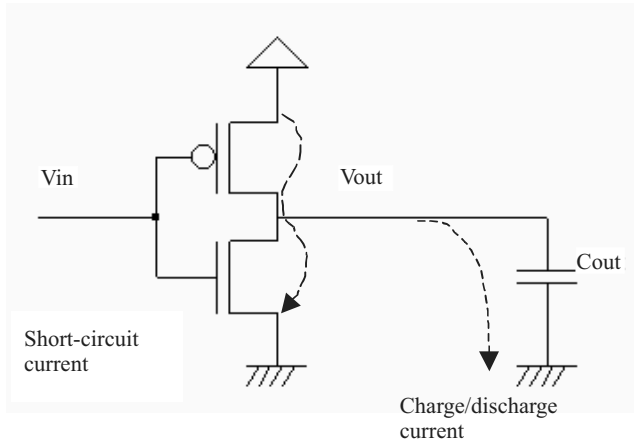 Vin
Vout
Cout
Short-circuit
current
Charge/discharge
current